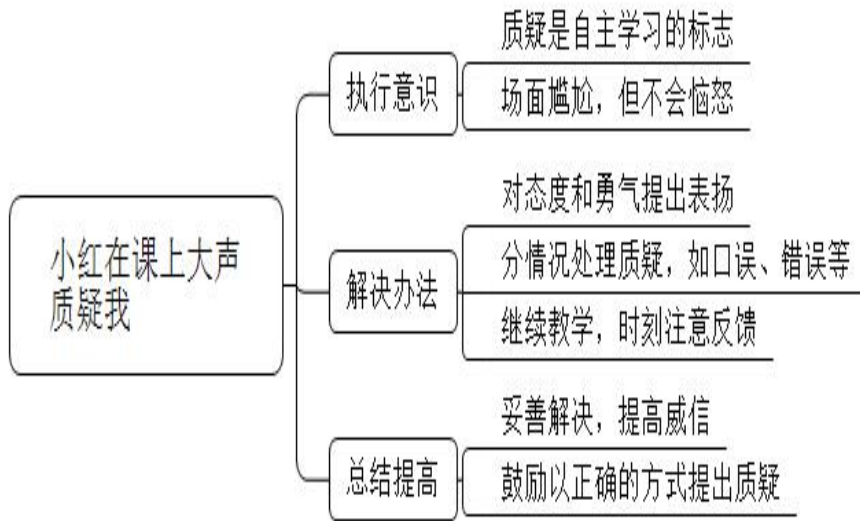 小红在课上大声
质疑我
执行意识
质疑是自主学习的标志
场面尴尬，但不会恼怒
解决办法
对态度和勇气提出表扬
分情况处理质疑，如口误、错误等
继续教学，时刻注意反馈
总结提高
妥善解决，提高威信
鼓励以正确的方式提出质疑